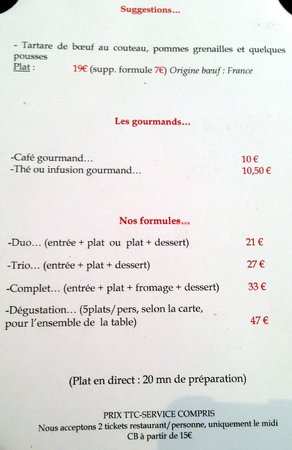 Suggestions...
- Tartare de bœuf au couteau, pommes grenailles et quelques
pousses
Plat : 19€ (supp. formule 7€) Origine bœuf : France
Les gourmands...
-Café gourmand... 10 €
-Thé ou infusion gourmand... 10,50 €
Nos formules...
-Duo... (entrée + plat ou plat + dessert) 21 €
-Trio... (entrée + plat + dessert) 27 €
-Complet... (entrée + plat + fromage + dessert) 33 €
-Dégustation... (5plats/pers, selon la carte,
pour l'ensemble de la table) 47 €
(Plat en direct : 20 mn de préparation)
PRIX TTC-SERVICE COMPRIS
Nous acceptons 2 tickets restaurant/personne, uniquement le midi
CB à partir de 15€